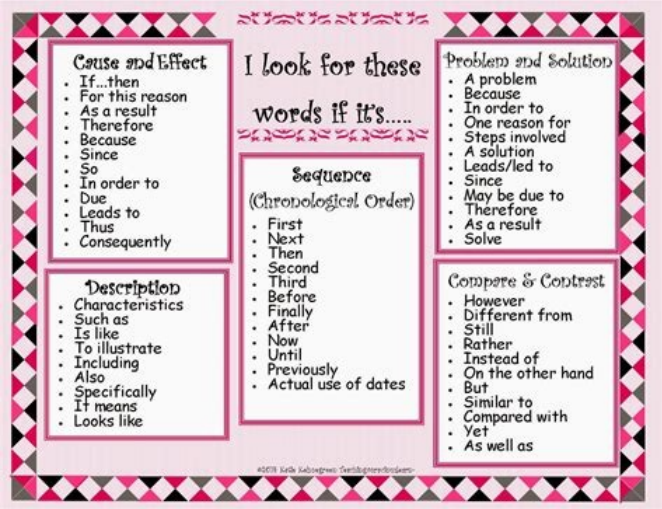 I look for these
words if it's.....
Cause and Effect
• If...then
• For this reason
• As a result
• Therefore
• Because
• Since
• So
• In order to
• Due
• Leads to
• Thus
• Consequently
Description
• Characteristics
• Such as
• Is like
• To illustrate
• Including
• Also
• Specifically
• It means
• Looks like
Sequence
(Chronological Order)
• First
• Next
• Then
• Second
• Third
• Before
• Finally
• After
• Now
• Until
• Previously
• Actual use of dates
Problem and Solution
• A problem
• Because
• In order to
• One reason for
• Steps involved
• A solution
• Leads/led to
• Since
• May be due to
• Therefore
• As a result
• Solve
Compare & Contrast
• However
• Different from
• Still
• Rather
• Instead of
• On the other hand
• But
• Similar to
• Compared with
• Yet
• As well as